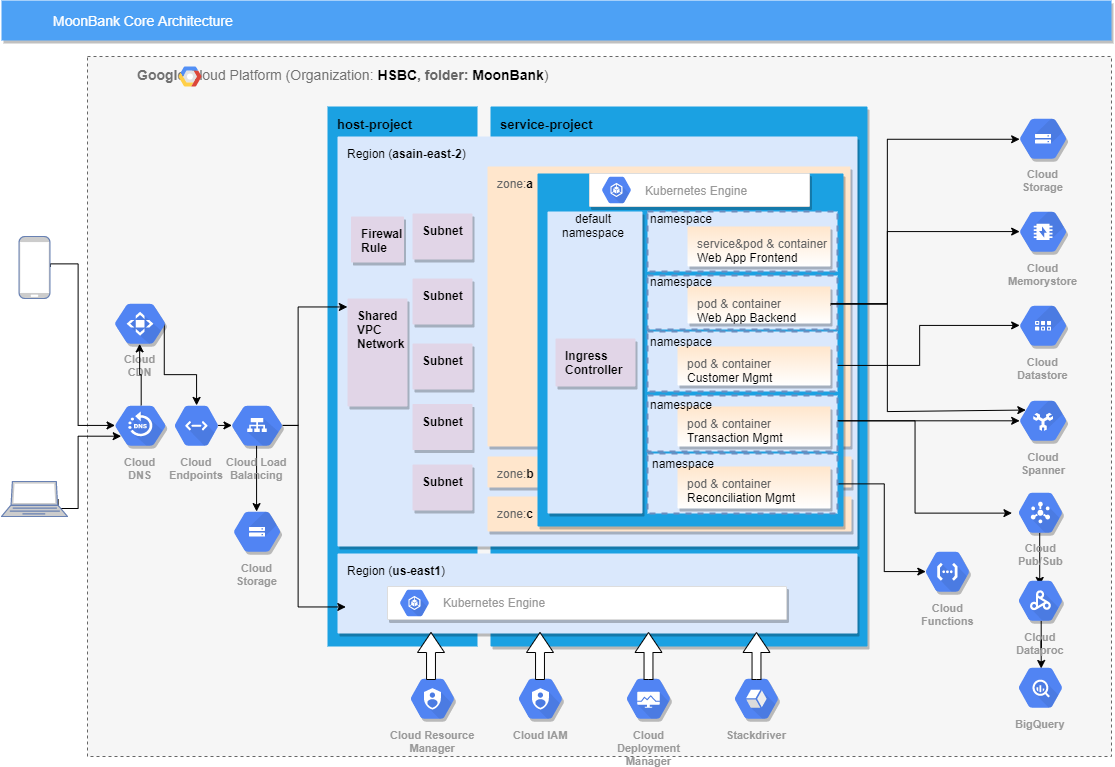 MoonBank Core Architecture
Google Cloud Platform (Organization: HSBC, folder: MoonBank)
host-project
service-project
Region (asain-east-2)
zone:a
Kubernetes Engine
default
namespace
namespace
service&pod & container
Web App Frontend
namespace
pod & container
Web App Backend
namespace
pod & container
Customer Mgmt
namespace
pod & container
Transaction Mgmt
namespace
pod & container
Reconciliation Mgmt
Ingress
Controller
zone:b
zone:c
Firewal
Rule
Subnet
Subnet
Shared
VPC
Network
Subnet
Subnet
Subnet
Region (us-east1)
Kubernetes Engine
Cloud
CDN
DNS
Cloud
DNS
Cloud
Endpoints
Cloud Load
Balancing
Cloud
Storage
Cloud
Storage
Cloud
Memorystore
Cloud
Datastore
Cloud
Spanner
Cloud
Pub/Sub
Cloud
Functions
Cloud
Dataproc
BigQuery
Cloud Resource
Manager
Cloud IAM
Cloud
Deployment
Manager
Stackdriver